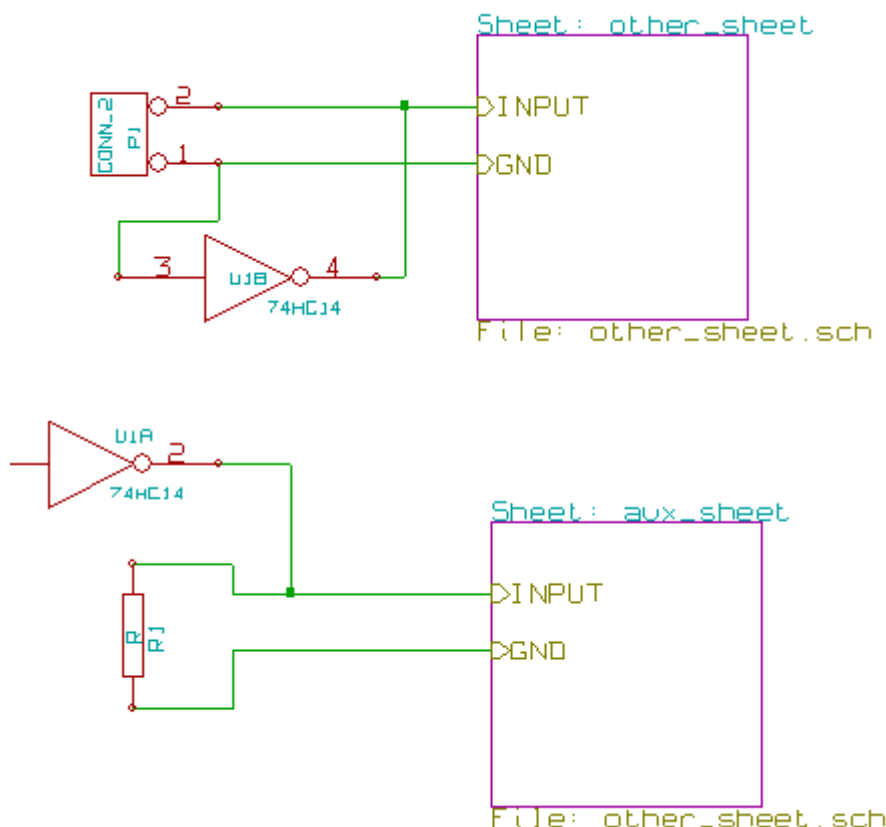 Sheet: other_sheet
CONN_2
P1
2
INPUT
1
GND
3
U1B
4
74HC14
File: other_sheet.sch
U1A
2
74HC14
Sheet: aux_sheet
INPUT
R
R1
GND
File: other_sheet.sch